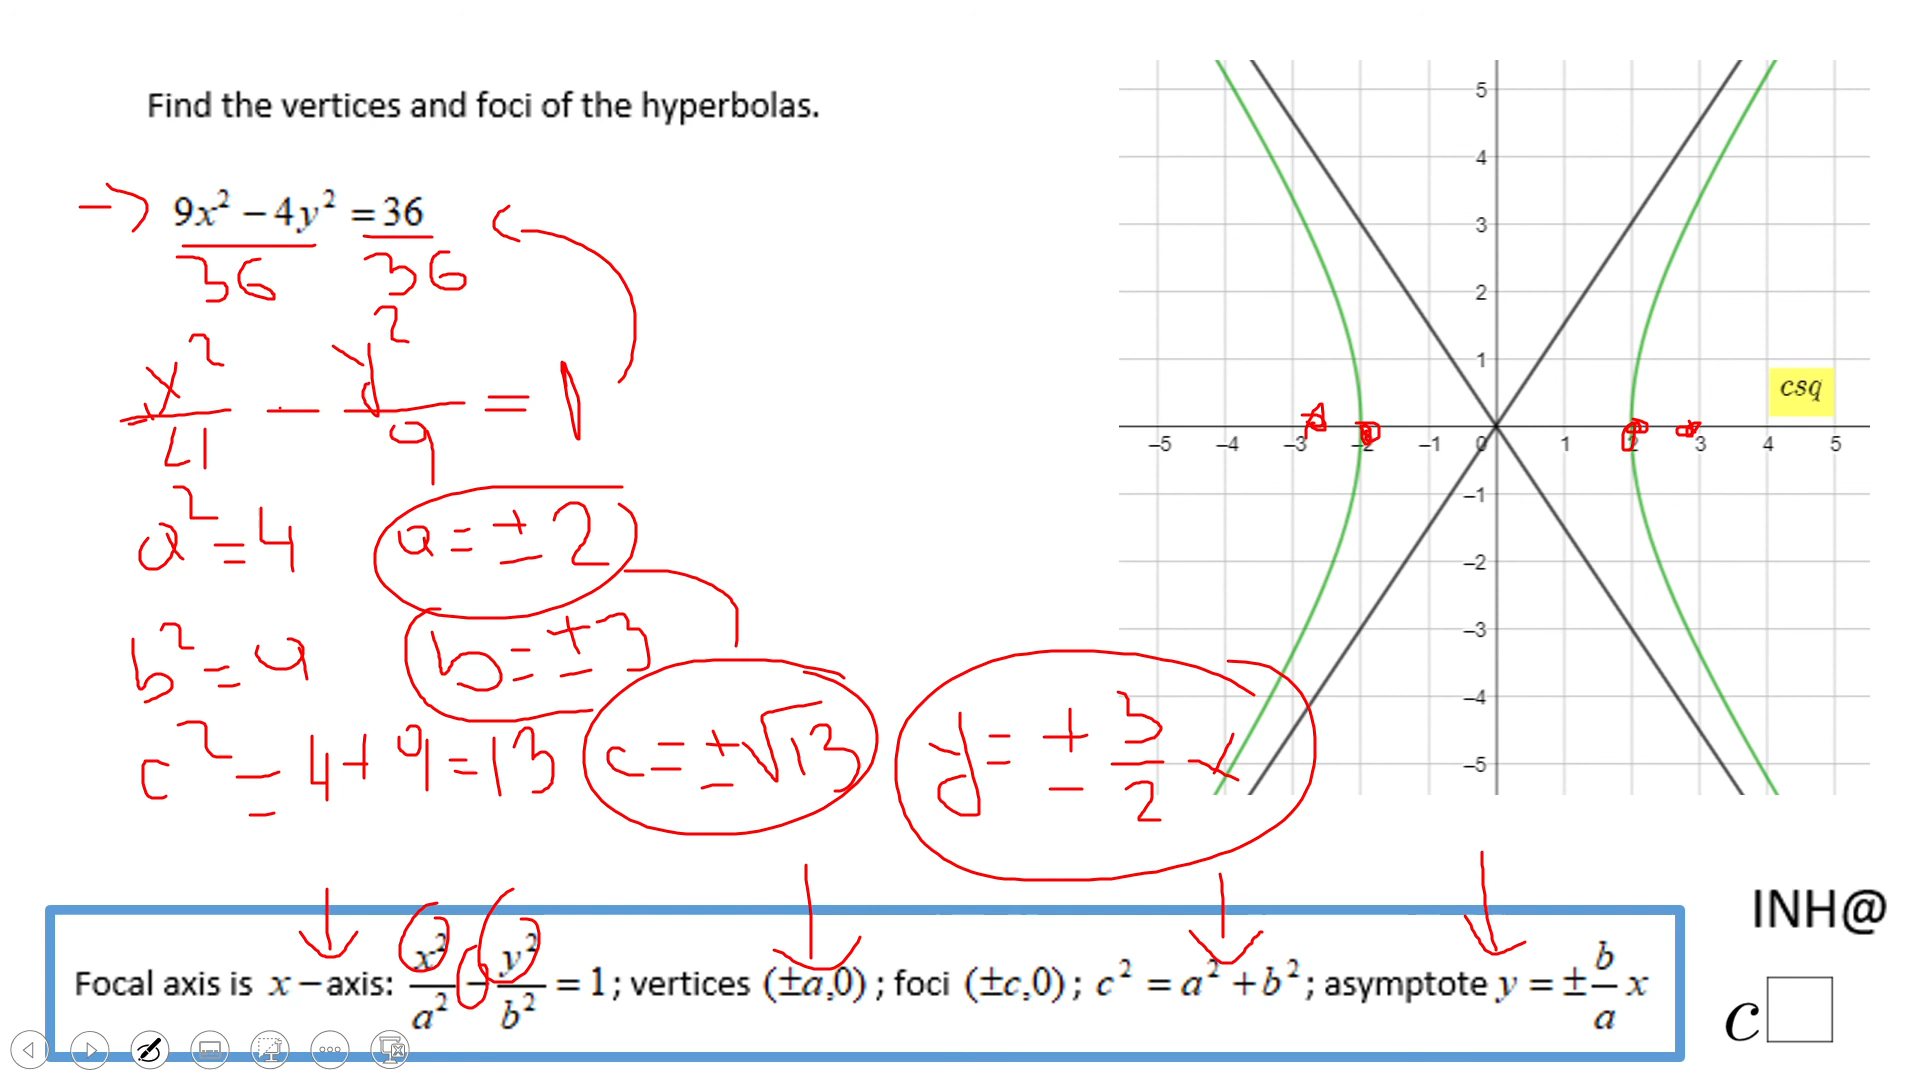 Find the vertices and foci of the hyperbolas.
9x² − 4y² = 36
36 36
x²/4 − y²/9 = 1
a² = 4 a = ± 2
b² = 9 b = ± 3
c² = 4 + 9 = 13 c = ± √13 y = ± 3/2 x
5
4
3
2
1
csq
−5 −4 −3 −2 −1 0 1 2 3 4 5
−1
−2
−3
−4
−5
INH@
Focal axis is x − axis: x²/a² − y²/b² = 1; vertices (±a,0); foci (±c,0); c² = a² + b²; asymptote y = ± b/a x
c